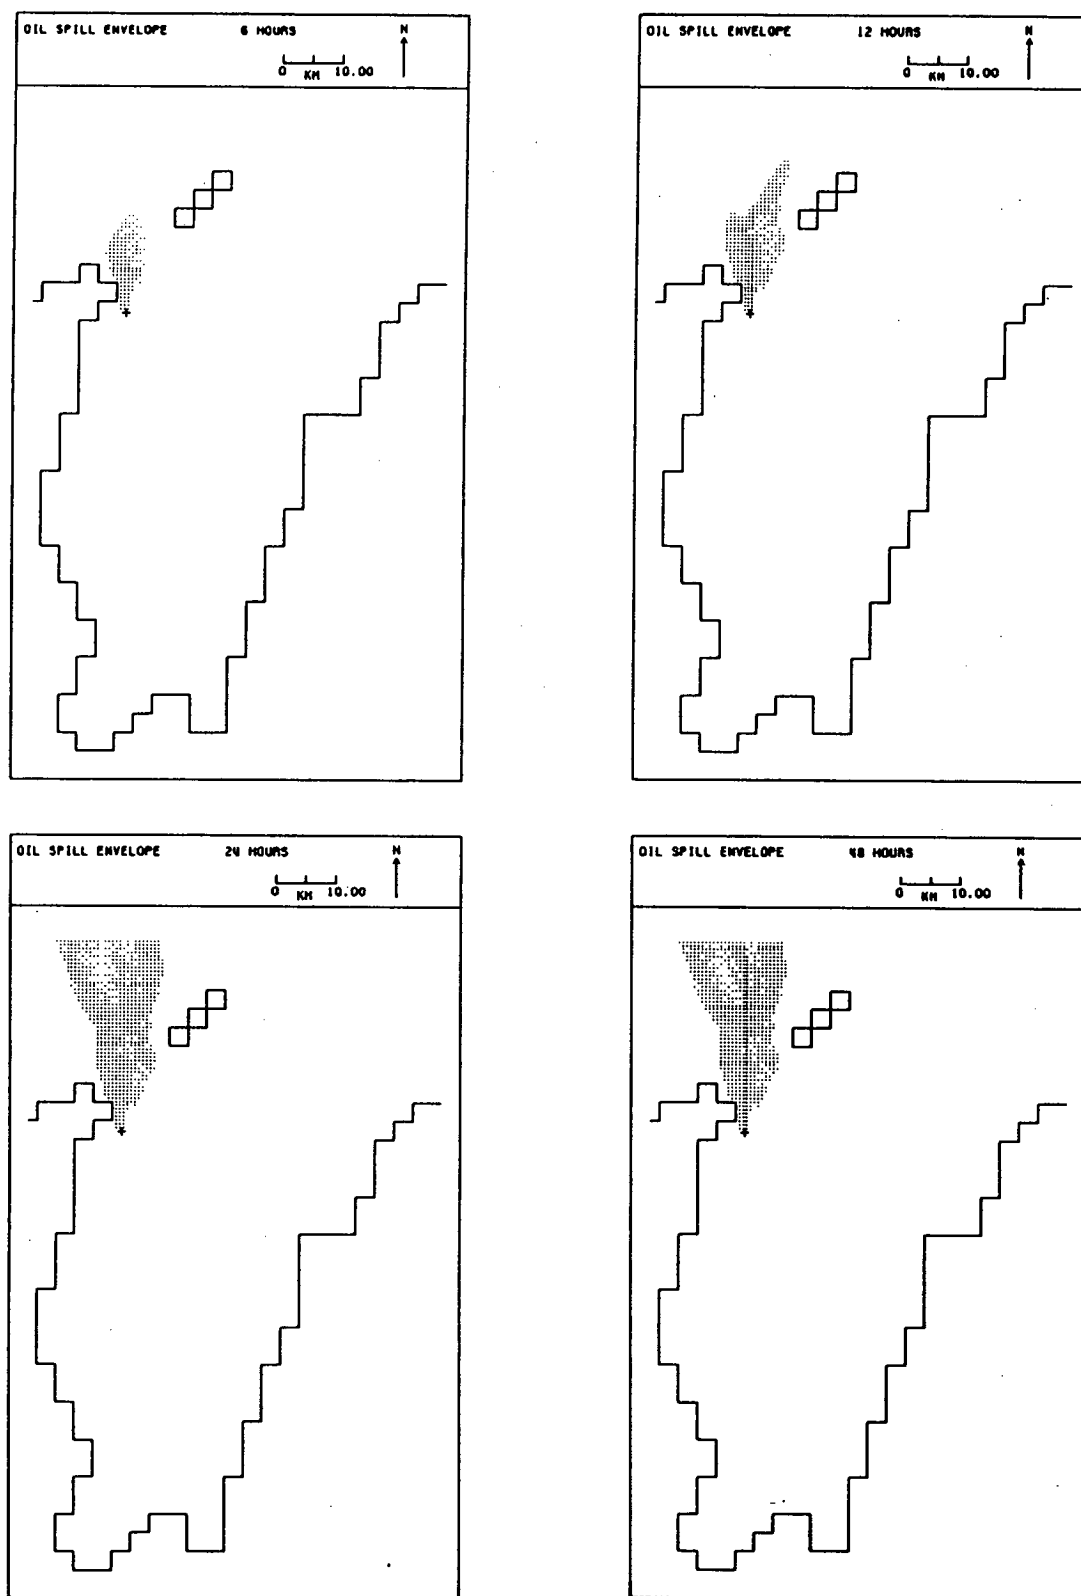 OIL SPILL ENVELOPE 6 HOURS N
0 KM 10.00
OIL SPILL ENVELOPE 12 HOURS N
0 KM 10.00
OIL SPILL ENVELOPE 24 HOURS N
0 KM 10.00
OIL SPILL ENVELOPE 48 HOURS N
0 KM 10.00